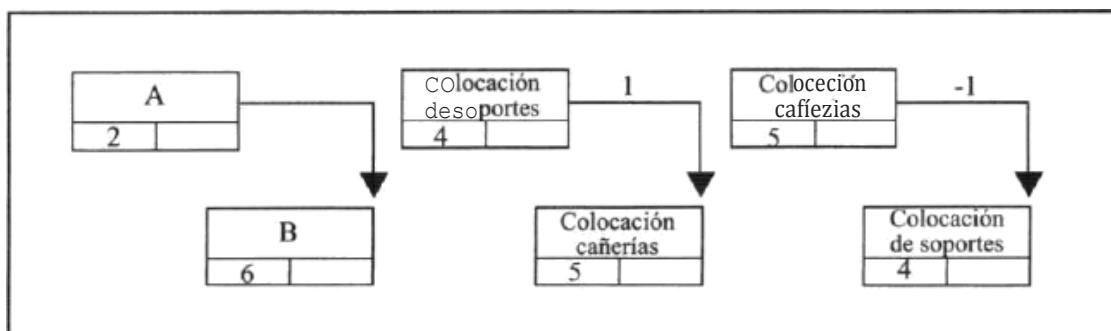 A
2
COlocación
desoportes
4
1
Coloceción
cafíezias
5
-1
B
6
Colocación
cañerías
5
Colocación
de soportes
4